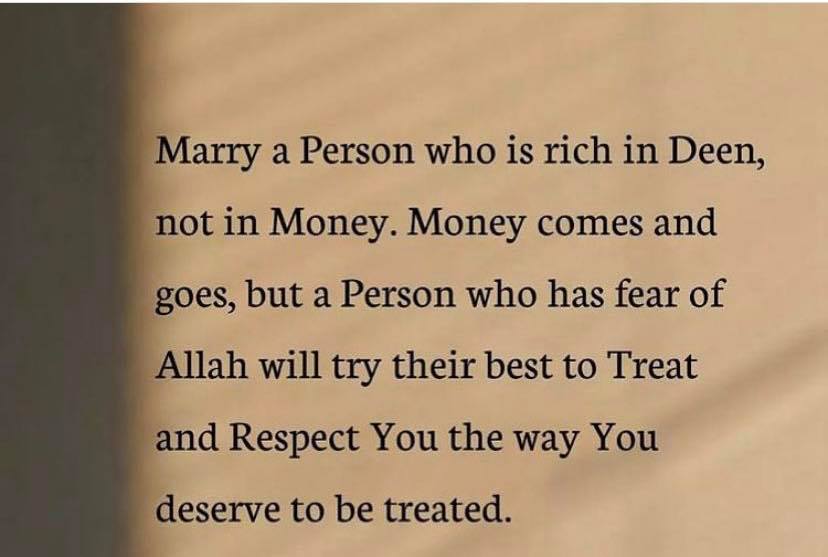 Marry a Person who is rich in Deen,
not in Money. Money comes and
goes, but a Person who has fear of
Allah will try their best to Treat
and Respect You the way You
deserve to be treated.